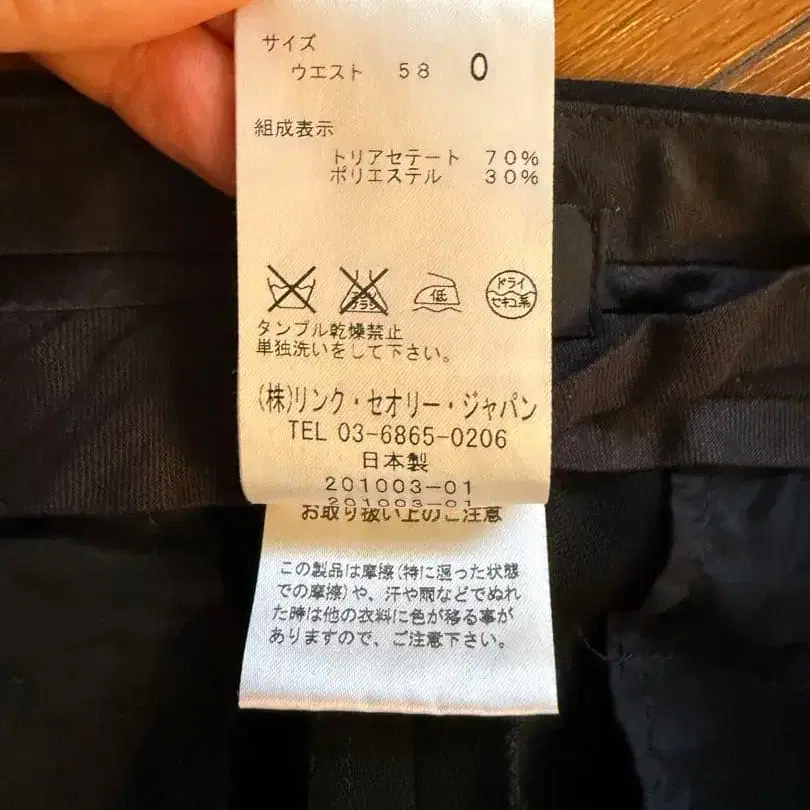 サイズ
ウエスト 58 0
組成表示
トリアセテート 70%
ポリエステル 30%
低
ドライ
セキユ系
タンブル乾燥禁止
単独洗いをして下さい。
(株)リンク・セオリー・ジャパン
TEL 03-6865-0206
日本製
201003-01
201003-01
お取り扱い上のご注意
この製品は摩擦(特に湿った状態
での摩擦)や、汗や雨などでぬれ
た時は他の衣料に色が移る事が
ありますので、ご注意下さい。